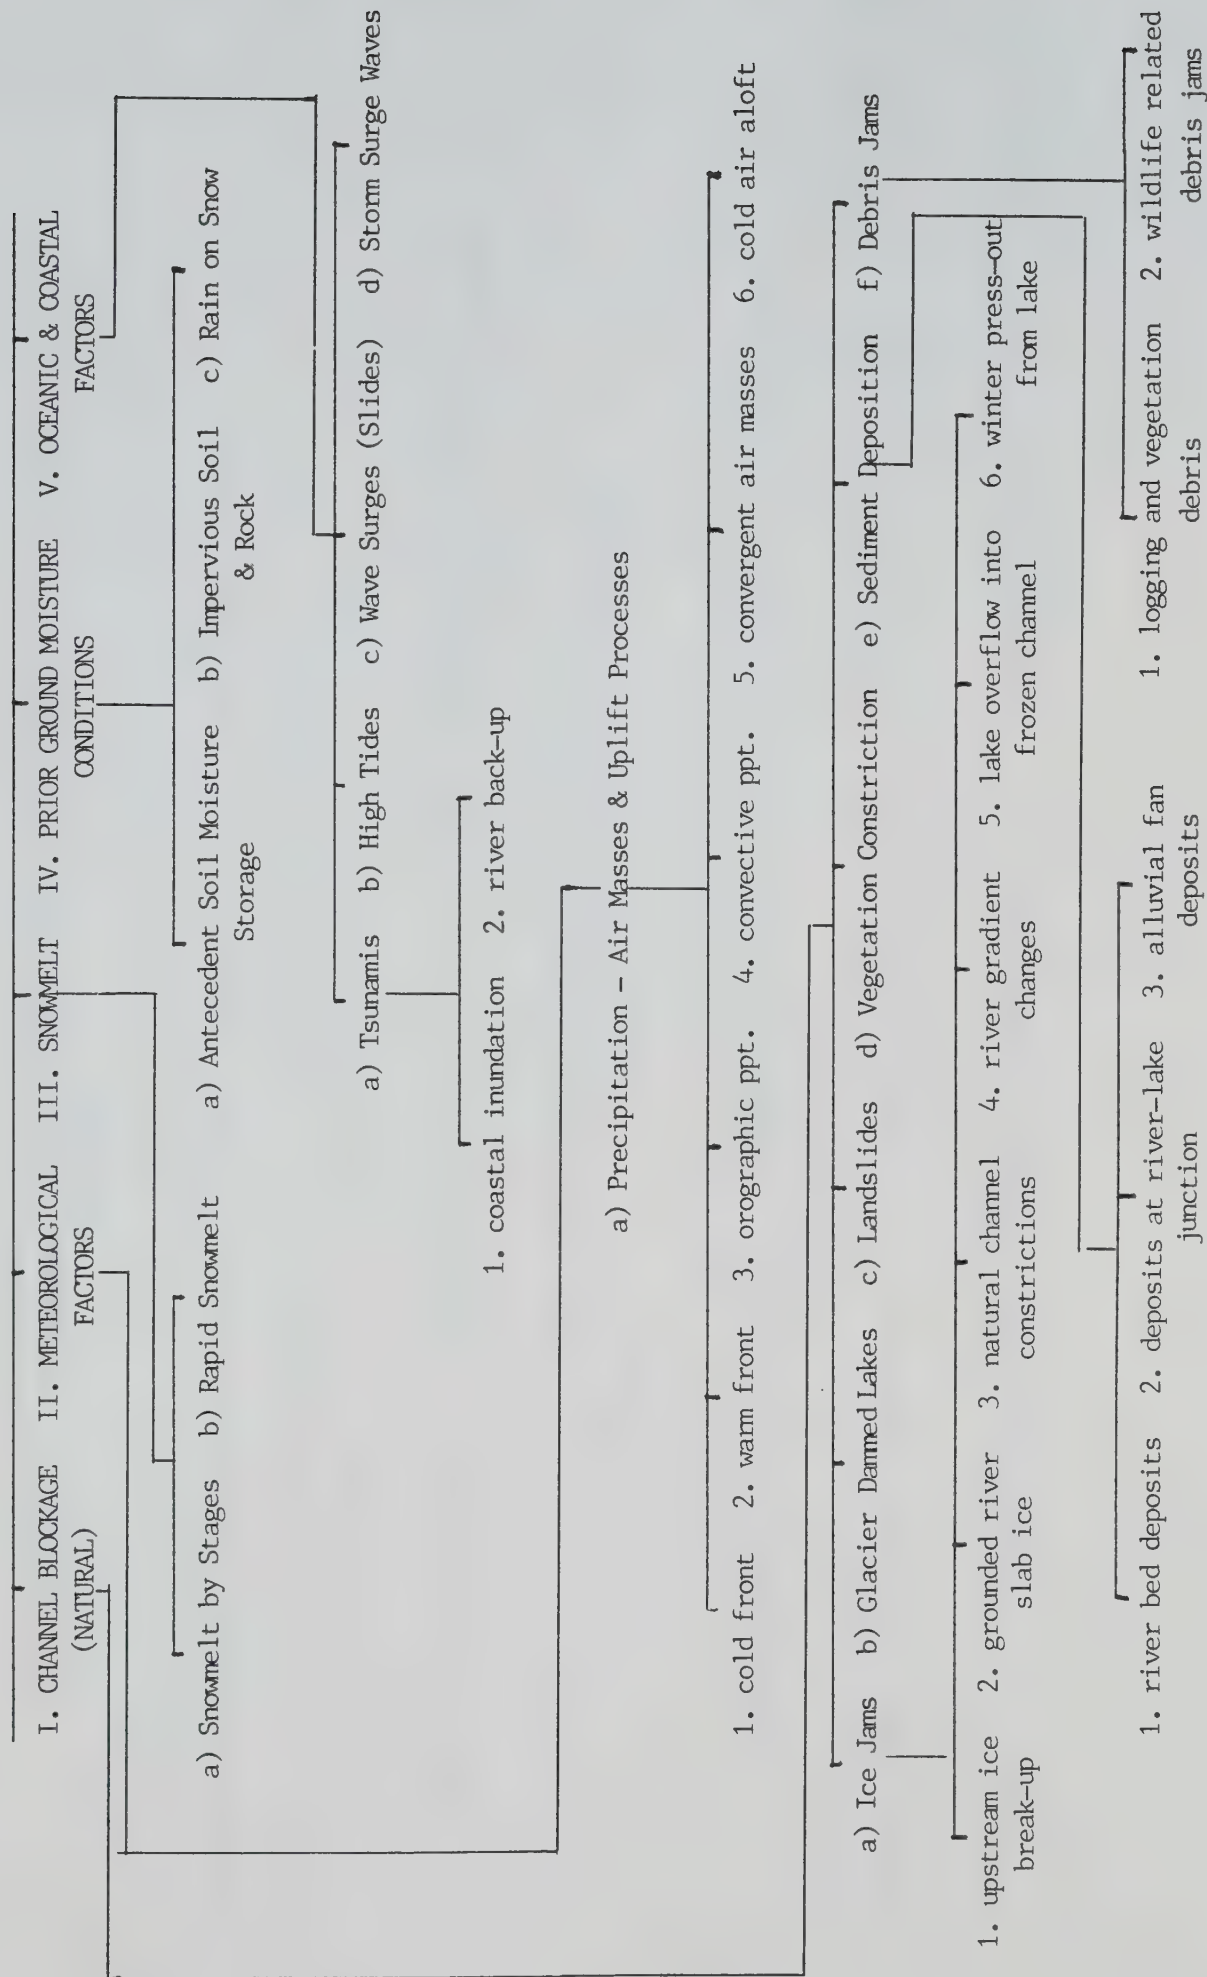 I. CHANNEL BLOCKAGE II. METEOROLOGICAL III. SNOWMELT IV. PRIOR GROUND MOISTURE V. OCEANIC & COASTAL
(NATURAL) FACTORS CONDITIONS FACTORS
a) Snowmelt by Stages b) Rapid Snowmelt a) Antecedent Soil Moisture b) Impervious Soil c) Rain on Snow
Storage & Rock
a) Tsunamis b) High Tides c) Wave Surges (Slides) d) Storm Surge Waves
1. coastal inundation 2. river back-up
a) Precipitation - Air Masses & Uplift Processes
1. cold front 2. warm front 3. orographic ppt. 4. convective ppt. 5. convergent air masses 6. cold air aloft
a) Ice Jams b) Glacier Dammed Lakes c) Landslides d) Vegetation Constriction e) Sediment Deposition f) Debris Jams
1. upstream ice 2. grounded river 3. natural channel 4. river gradient 5. lake overflow into 6. winter press-out
break-up slab ice constrictions changes frozen channel from lake
1. river bed deposits 2. deposits at river-lake 3. alluvial fan 1. logging and vegetation 2. wildlife related
junction deposits debris debris jams